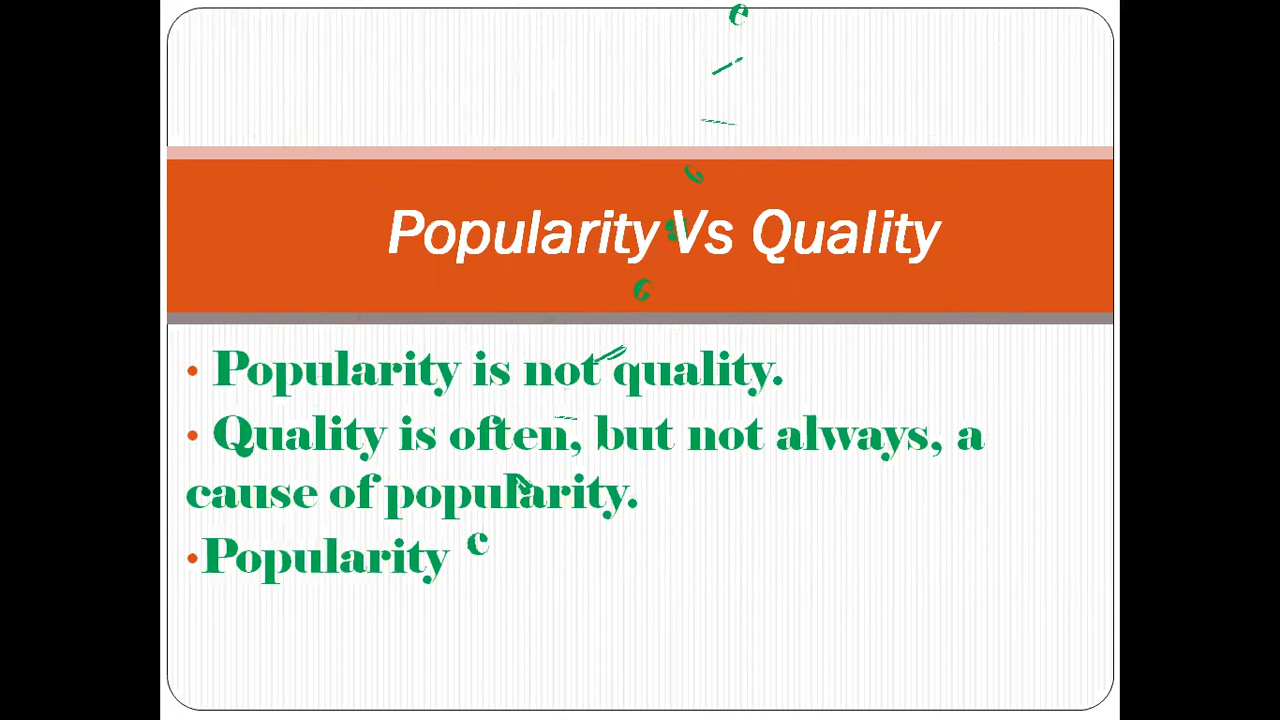 Popularity Vs Quality
• Popularity is not quality.
• Quality is often, but not always, a
cause of popularity.
•Popularity c